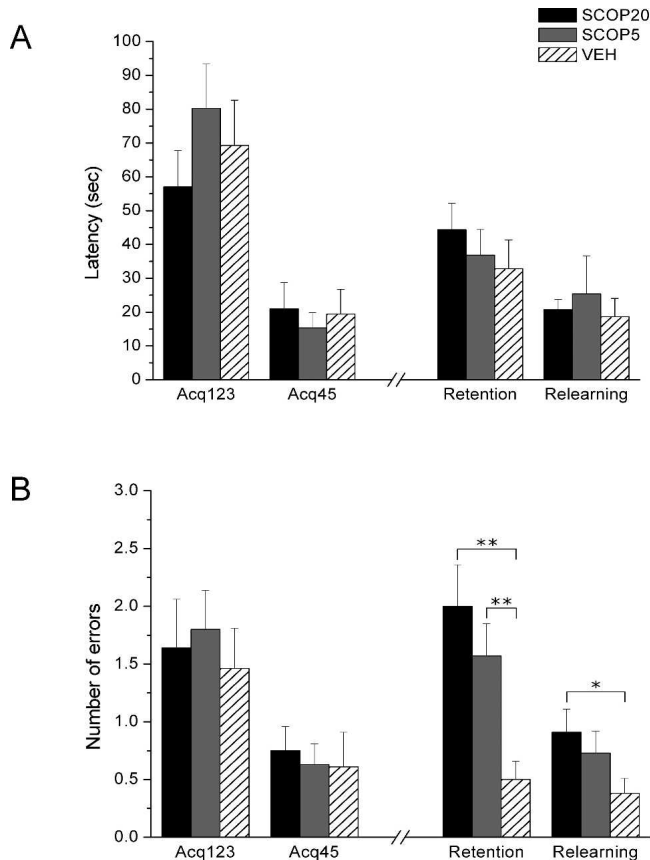 SCOP20
SCOP5
VEH
A
100
90
80
70
60
50
40
30
20
10
0
Latency (sec)
Acq123 Acq45 // Retention Relearning
B
3.0
2.5
2.0
1.5
1.0
0.5
0.0
Number of errors
**
**
*
Acq123 Acq45 // Retention Relearning